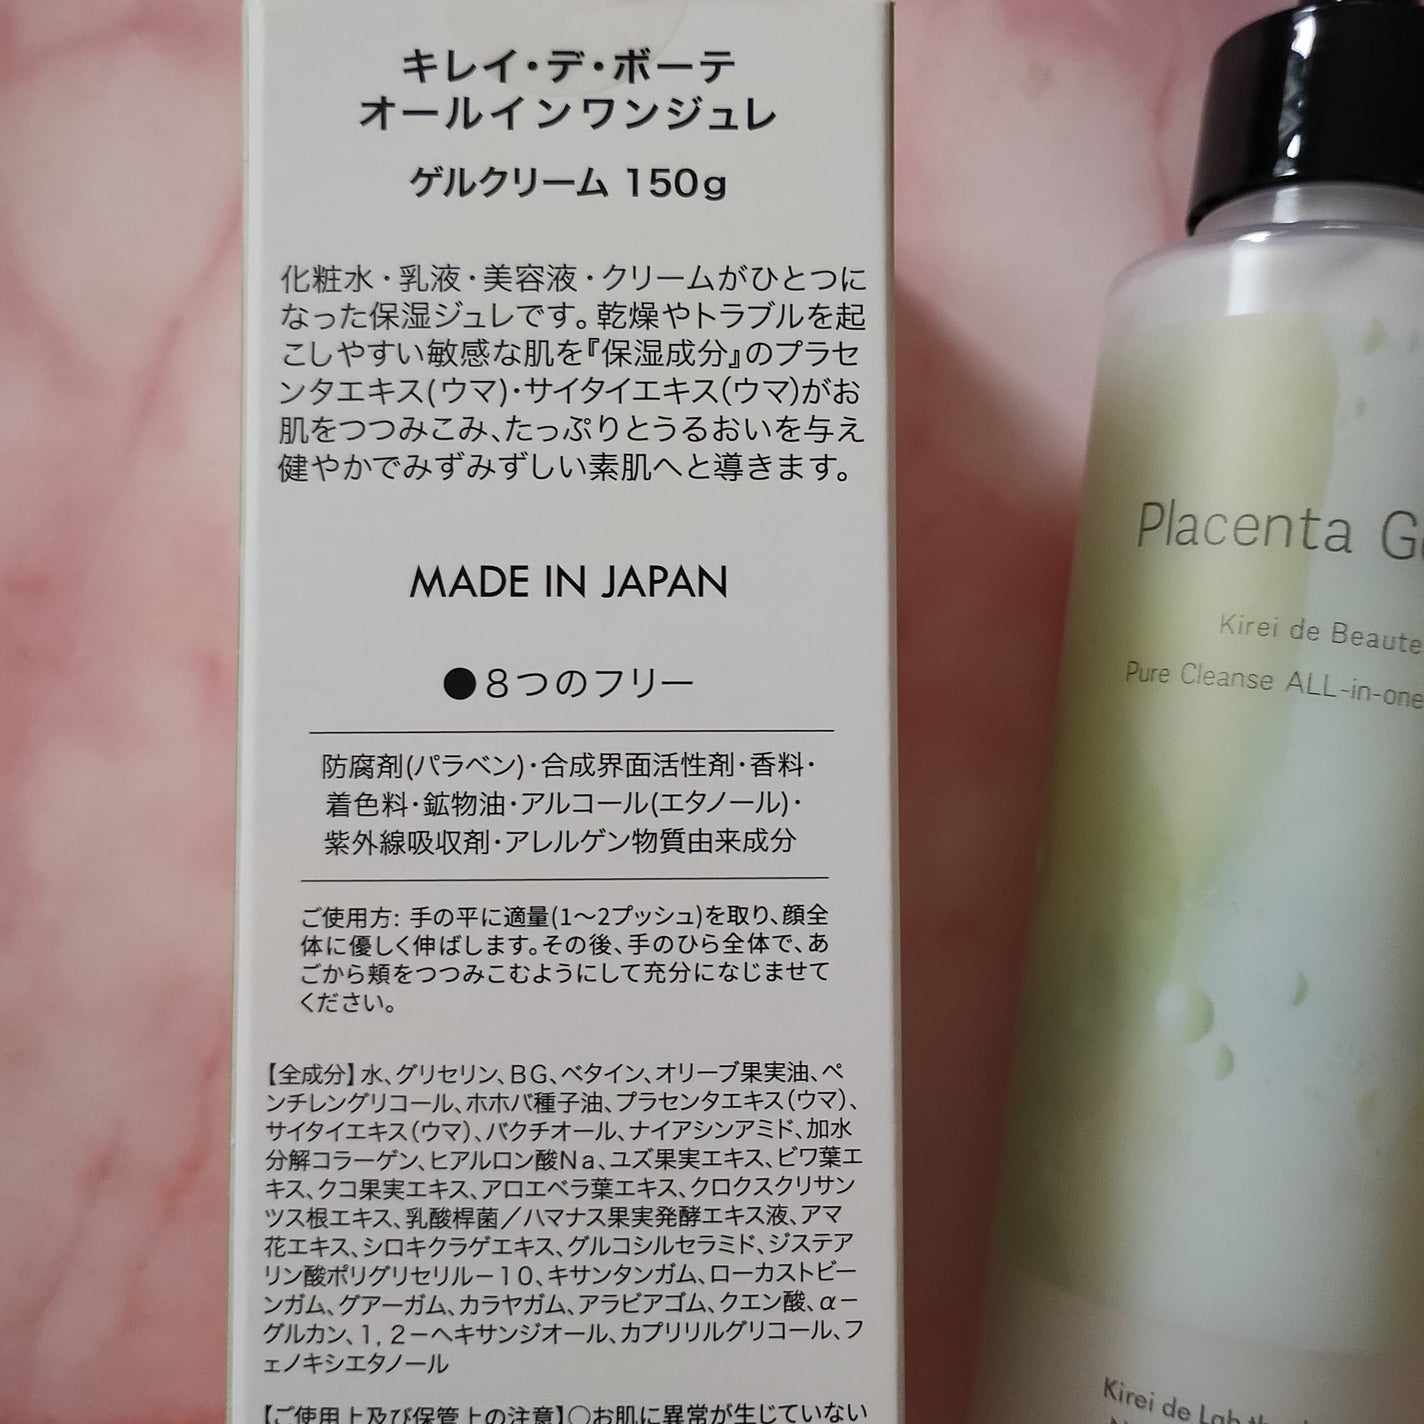 キレイ・デ・ボーテ
オールインワンジュレ
ゲルクリーム 150g
化粧水・乳液・美容液・クリームがひとつに
なった保湿ジュレです。乾燥やトラブルを起
こしやすい敏感な肌を『保湿成分』のプラセ
ンタエキス(ウマ)・サイタイエキス(ウマ)がお
肌をつつみこみ、たっぷりとうるおいを与え
健やかでみずみずしい素肌へと導きます。
MADE IN JAPAN
●8つのフリー
防腐剤(パラベン)・合成界面活性剤・香料・
着色料・鉱物油・アルコール(エタノール)・
紫外線吸収剤・アレルゲン物質由来成分
ご使用方: 手の平に適量(1〜2プッシュ)を取り、顔全
体に優しく伸ばします。その後、手のひら全体で、あ
ごから頬をつつみこむようにして充分になじませて
ください。
【全成分】水、グリセリン、BG、ベタイン、オリーブ果実油、ペ
ンチレングリコール、ホホバ種子油、プラセンタエキス(ウマ)、
サイタイエキス(ウマ)、バクチオール、ナイアシンアミド、加水
分解コラーゲン、ヒアルロン酸Na、ユズ果実エキス、ビワ葉エ
キス、クコ果実エキス、アロエベラ葉エキス、クロクスクリサン
ツス根エキス、乳酸桿菌／ハマナス果実発酵エキス液、アマ
花エキス、シロキクラゲエキス、グルコシルセラミド、ジステア
リン酸ポリグリセリル－10、キサンタンガム、ローカストビー
ンガム、グアーガム、カラヤガム、アラビアゴム、クエン酸、α－
グルカン、1, 2－ヘキサンジオール、カプリリルグリコール、フ
ェノキシエタノール
【ご使用上及び保管上の注意】○お肌に異常が生じていない
Placenta G
Kirei de Beaute
Pure Cleanse ALL-in-one
Kirei de Lab